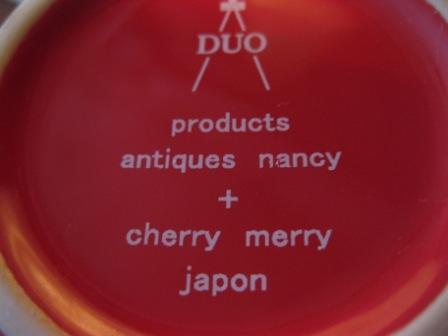 DUO
products
antiques nancy
+
cherry merry
japon